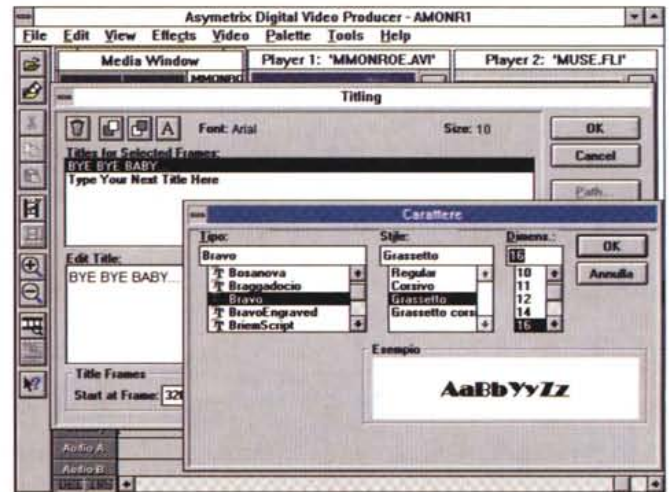 Asymetrix Digital Video Producer - AMONR1
File Edit View Effects Video Palette Tools Help
Media Window
Player 1: "MMONROE.AVI"
Player 2: "MUSE.FLI"
MMONRO
Titling
Font: Arial
Size: 10
OK
Cancel
Path...
Titles for Selected Frames:
BYE BYE BABY...
Type Your Next Title Here
Edit Title:
BYE BYE BABY...
Title Frames
Start at Frame: 320
Carattere
Tipo:
Bravo
Bosanova
Braggadocio
Bravo
BravoEngraved
BriemScript
Stile:
Grassetto
Regular
Corsivo
Grassetto
Grassetto corsi
Dimens.:
16
10
11
12
14
16
OK
Annulla
Esempio
AaBbYyZz
Audio A
Audio B